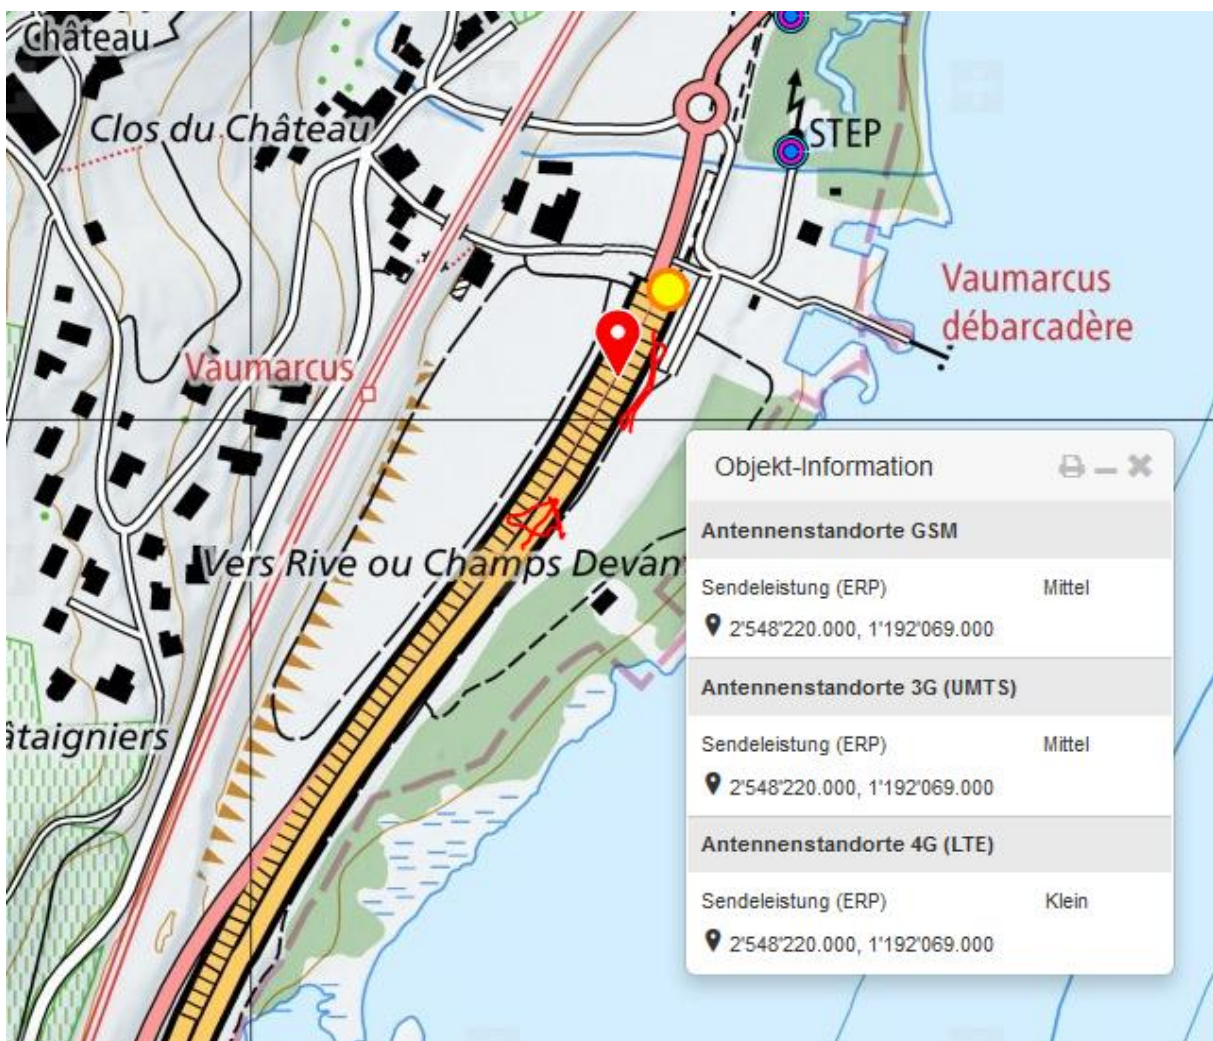 Château
Clos du Château
STEP
Vaumarcus
débarcadère
Vaumarcus
Objekt-Information
Antennenstandorte GSM
Sendeleistung (ERP) Mittel
2'548'220.000, 1'192'069.000
Vers Rive ou Champs Devan
Antennenstandorte 3G (UMTS)
Sendeleistung (ERP) Mittel
2'548'220.000, 1'192'069.000
ataigniers
Antennenstandorte 4G (LTE)
Sendeleistung (ERP) Klein
2'548'220.000, 1'192'069.000